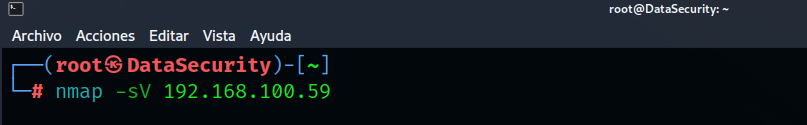 root@DataSecurity: ~
Archivo Acciones Editar Vista Ayuda
┌──(root㉿DataSecurity)-[~]
└─# nmap -sV 192.168.100.59